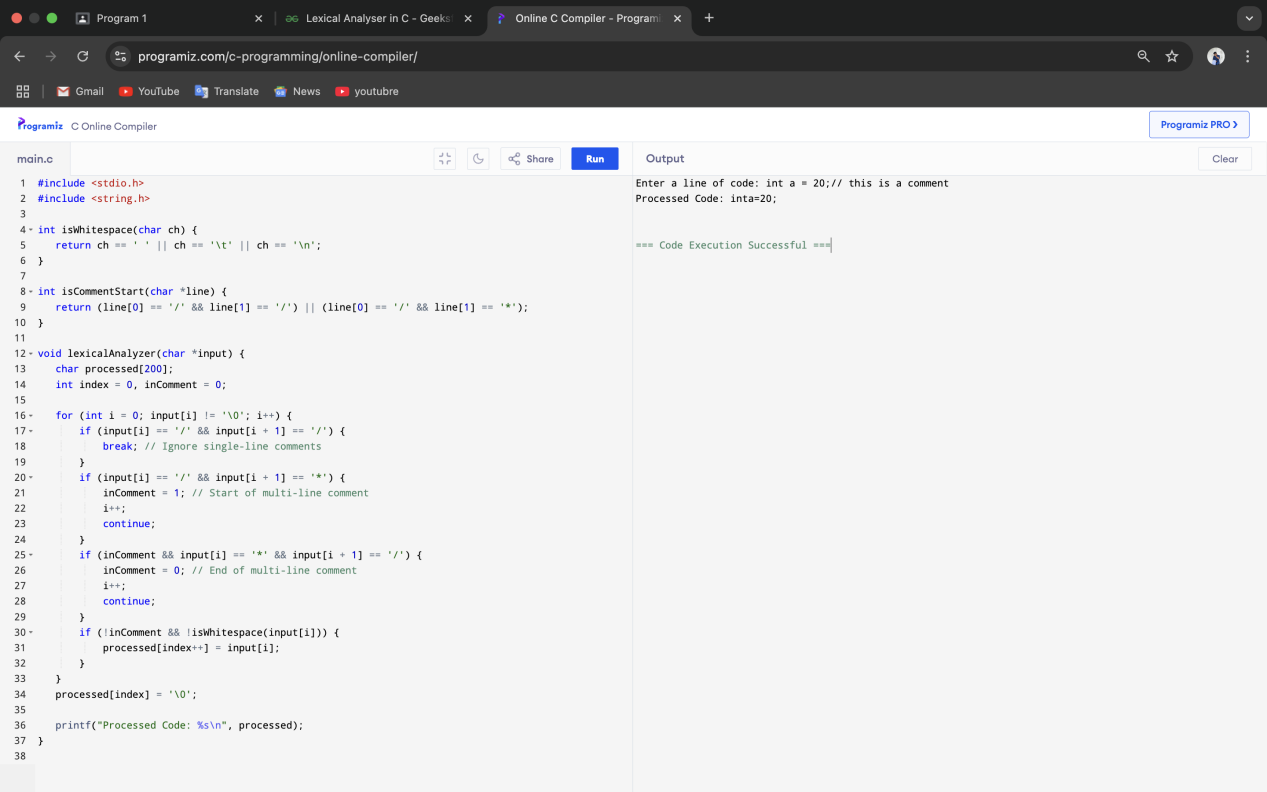 Program 1
Lexical Analyser in C - Geeks
Online C Compiler - Program
programiz.com/c-programming/online-compiler/
Gmail
YouTube
Translate
News
youtubre
Programiz C Online Compiler
Programiz PRO
main.c
Share
Run
Output
Clear
1 #include <stdio.h>
2 #include <string.h>
3
4 int isWhitespace(char ch) {
5 return ch == ' ' || ch == '\t' || ch == '\n';
6 }
7
8 int isCommentStart(char *line) {
9 return (line[0] == '/' && line[1] == '/') || (line[0] == '/' && line[1] == '*');
10 }
11
12 void lexicalAnalyzer(char *input) {
13 char processed[200];
14 int index = 0, inComment = 0;
15
16 for (int i = 0; input[i] != '\0'; i++) {
17 if (input[i] == '/' && input[i + 1] == '/') {
18 break; // Ignore single-line comments
19 }
20 if (input[i] == '/' && input[i + 1] == '*') {
21 inComment = 1; // Start of multi-line comment
22 i++;
23 continue;
24 }
25 if (inComment && input[i] == '*' && input[i + 1] == '/') {
26 inComment = 0; // End of multi-line comment
27 i++;
28 continue;
29 }
30 if (!inComment && !isWhitespace(input[i])) {
31 processed[index++] = input[i];
32 }
33 }
34 processed[index] = '\0';
35
36 printf("Processed Code: %s\n", processed);
37 }
38
Enter a line of code: int a = 20;// this is a comment
Processed Code: inta=20;
=== Code Execution Successful ===